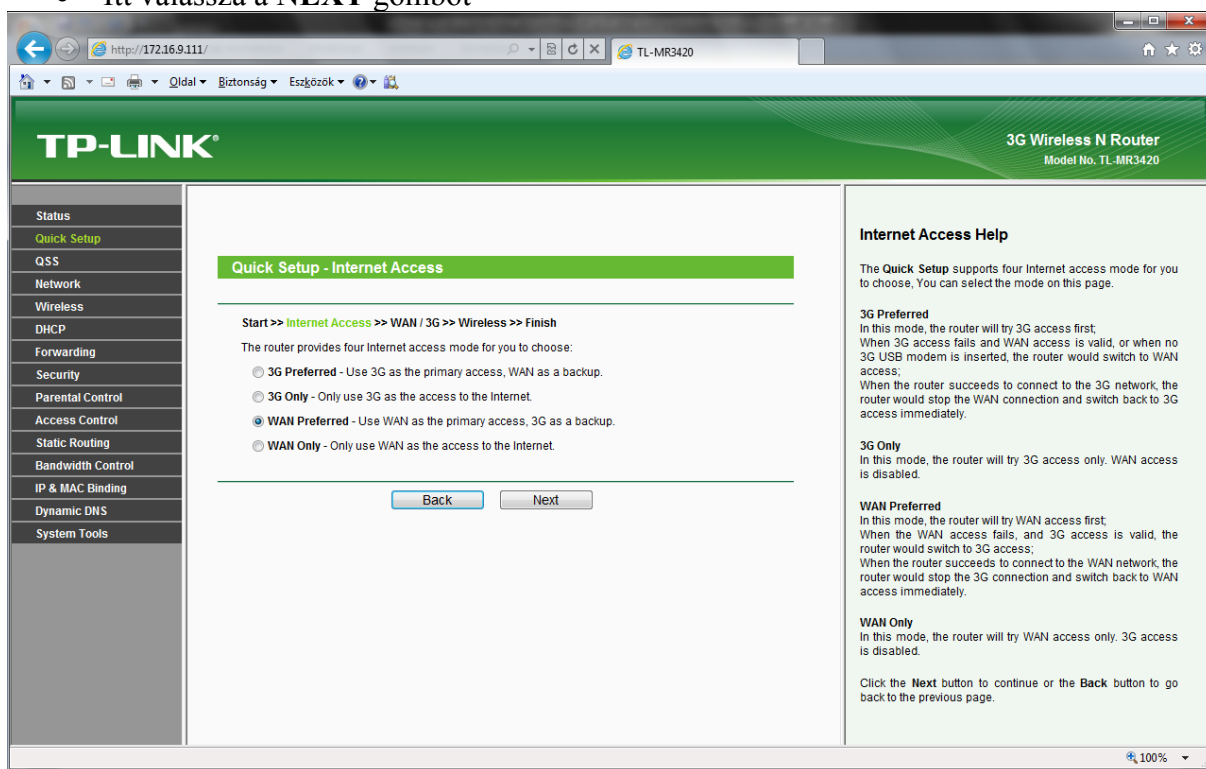 Itt válassza a NEXT gombot
http://172.16.9.111/
TL-MR3420
Oldal Biztonság Eszközök
TP-LINK®
3G Wireless N Router
Model No. TL-MR3420
Status
Quick Setup
QSS
Network
Wireless
DHCP
Forwarding
Security
Parental Control
Access Control
Static Routing
Bandwidth Control
IP & MAC Binding
Dynamic DNS
System Tools
Quick Setup - Internet Access
Start >> Internet Access >> WAN / 3G >> Wireless >> Finish
The router provides four Internet access mode for you to choose:
3G Preferred - Use 3G as the primary access, WAN as a backup.
3G Only - Only use 3G as the access to the Internet.
WAN Preferred - Use WAN as the primary access, 3G as a backup.
WAN Only - Only use WAN as the access to the Internet.
Back Next
Internet Access Help
The Quick Setup supports four Internet access mode for you
to choose, You can select the mode on this page.
3G Preferred
In this mode, the router will try 3G access first;
When 3G access fails and WAN access is valid, or when no
3G USB modem is inserted, the router would switch to WAN
access;
When the router succeeds to connect to the 3G network, the
router would stop the WAN connection and switch back to 3G
access immediately.
3G Only
In this mode, the router will try 3G access only. WAN access
is disabled.
WAN Preferred
In this mode, the router will try WAN access first;
When the WAN access fails, and 3G access is valid, the
router would switch to 3G access;
When the router succeeds to connect to the WAN network, the
router would stop the 3G connection and switch back to WAN
access immediately.
WAN Only
In this mode, the router will try WAN access only. 3G access
is disabled.
Click the Next button to continue or the Back button to go
back to the previous page.
100%